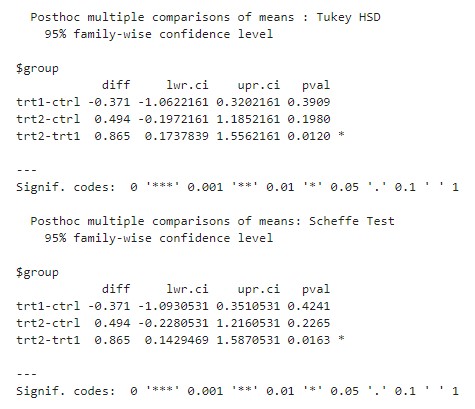 Posthoc multiple comparisons of means : Tukey HSD
95% family-wise confidence level
$group
diff lwr.ci upr.ci pval
trt1-ctrl -0.371 -1.0622161 0.3202161 0.3909
trt2-ctrl 0.494 -0.1972161 1.1852161 0.1980
trt2-trt1 0.865 0.1737839 1.5562161 0.0120 *
---
Signif. codes: 0 '***' 0.001 '**' 0.01 '*' 0.05 '.' 0.1 ' ' 1
Posthoc multiple comparisons of means: Scheffe Test
95% family-wise confidence level
$group
diff lwr.ci upr.ci pval
trt1-ctrl -0.371 -1.0930531 0.3510531 0.4241
trt2-ctrl 0.494 -0.2280531 1.2160531 0.2265
trt2-trt1 0.865 0.1429469 1.5870531 0.0163 *
---
Signif. codes: 0 '***' 0.001 '**' 0.01 '*' 0.05 '.' 0.1 ' ' 1